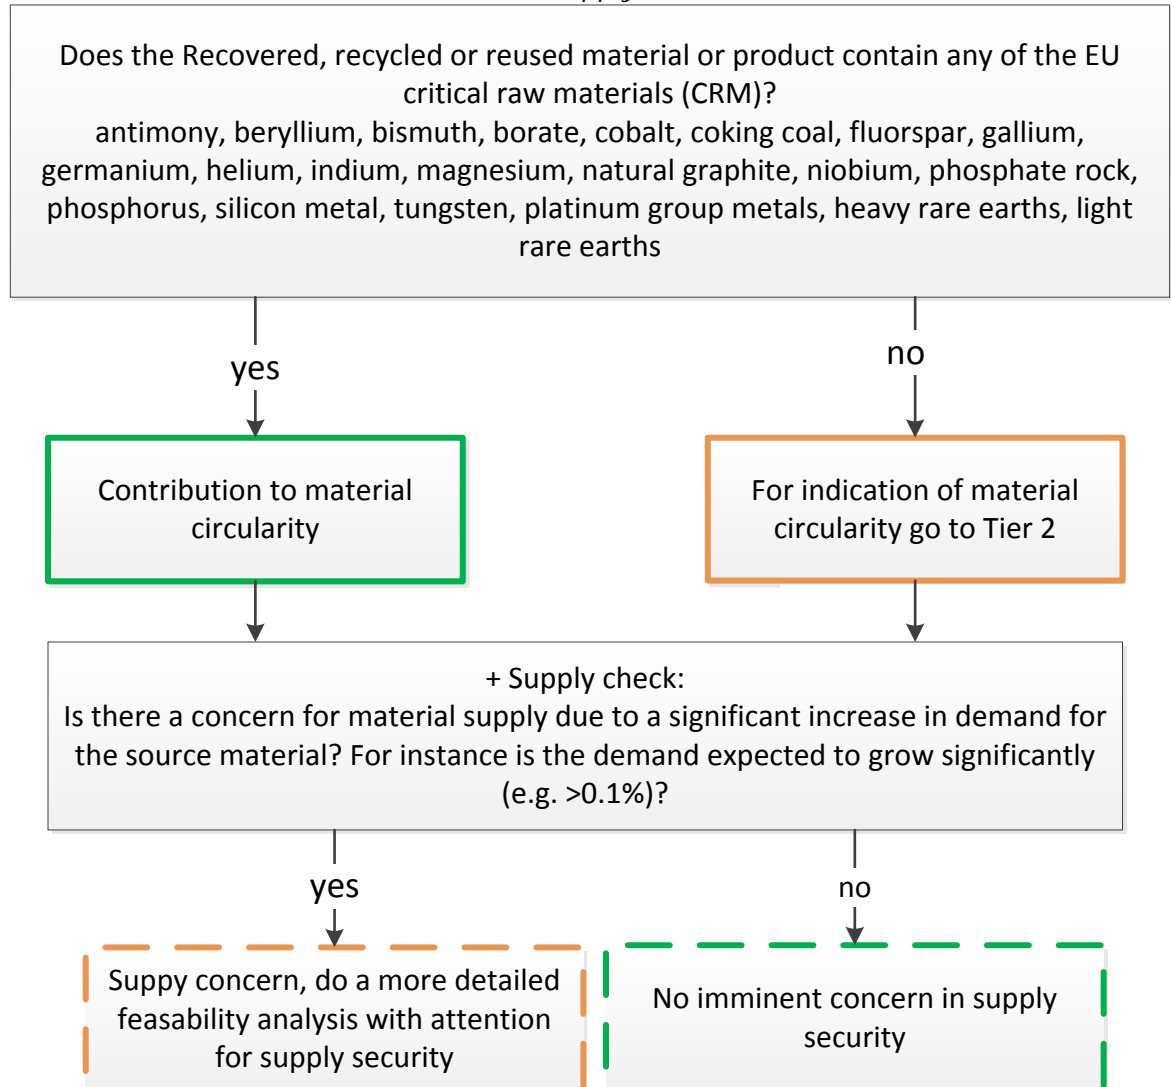 Does the Recovered, recycled or reused material or product contain any of the EU
critical raw materials (CRM)?
antimony, beryllium, bismuth, borate, cobalt, coking coal, fluorspar, gallium,
germanium, helium, indium, magnesium, natural graphite, niobium, phosphate rock,
phosphorus, silicon metal, tungsten, platinum group metals, heavy rare earths, light
rare earths
yes
no
Contribution to material
circularity
For indication of material
circularity go to Tier 2
+ Supply check:
Is there a concern for material supply due to a significant increase in demand for
the source material? For instance is the demand expected to grow significantly
(e.g. >0.1%)?
yes
no
Suppy concern, do a more detailed
feasability analysis with attention
for supply security
No imminent concern in supply
security